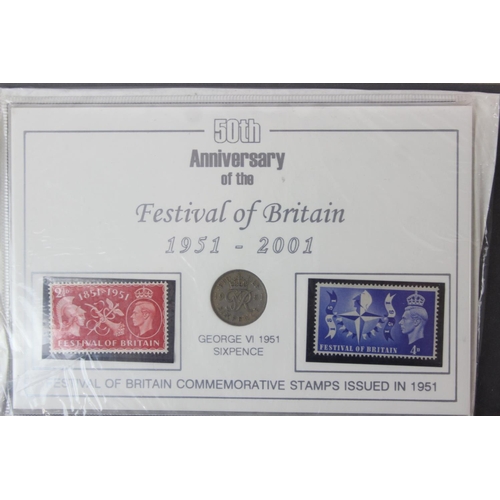 50th
Anniversary
of the
Festival of Britain
1951 - 2001
1851-1951
FESTIVAL OF BRITAIN
GEORGE VI 1951
SIXPENCE
FESTIVAL OF BRITAIN 4D
FESTIVAL OF BRITAIN COMMEMORATIVE STAMPS ISSUED IN 1951